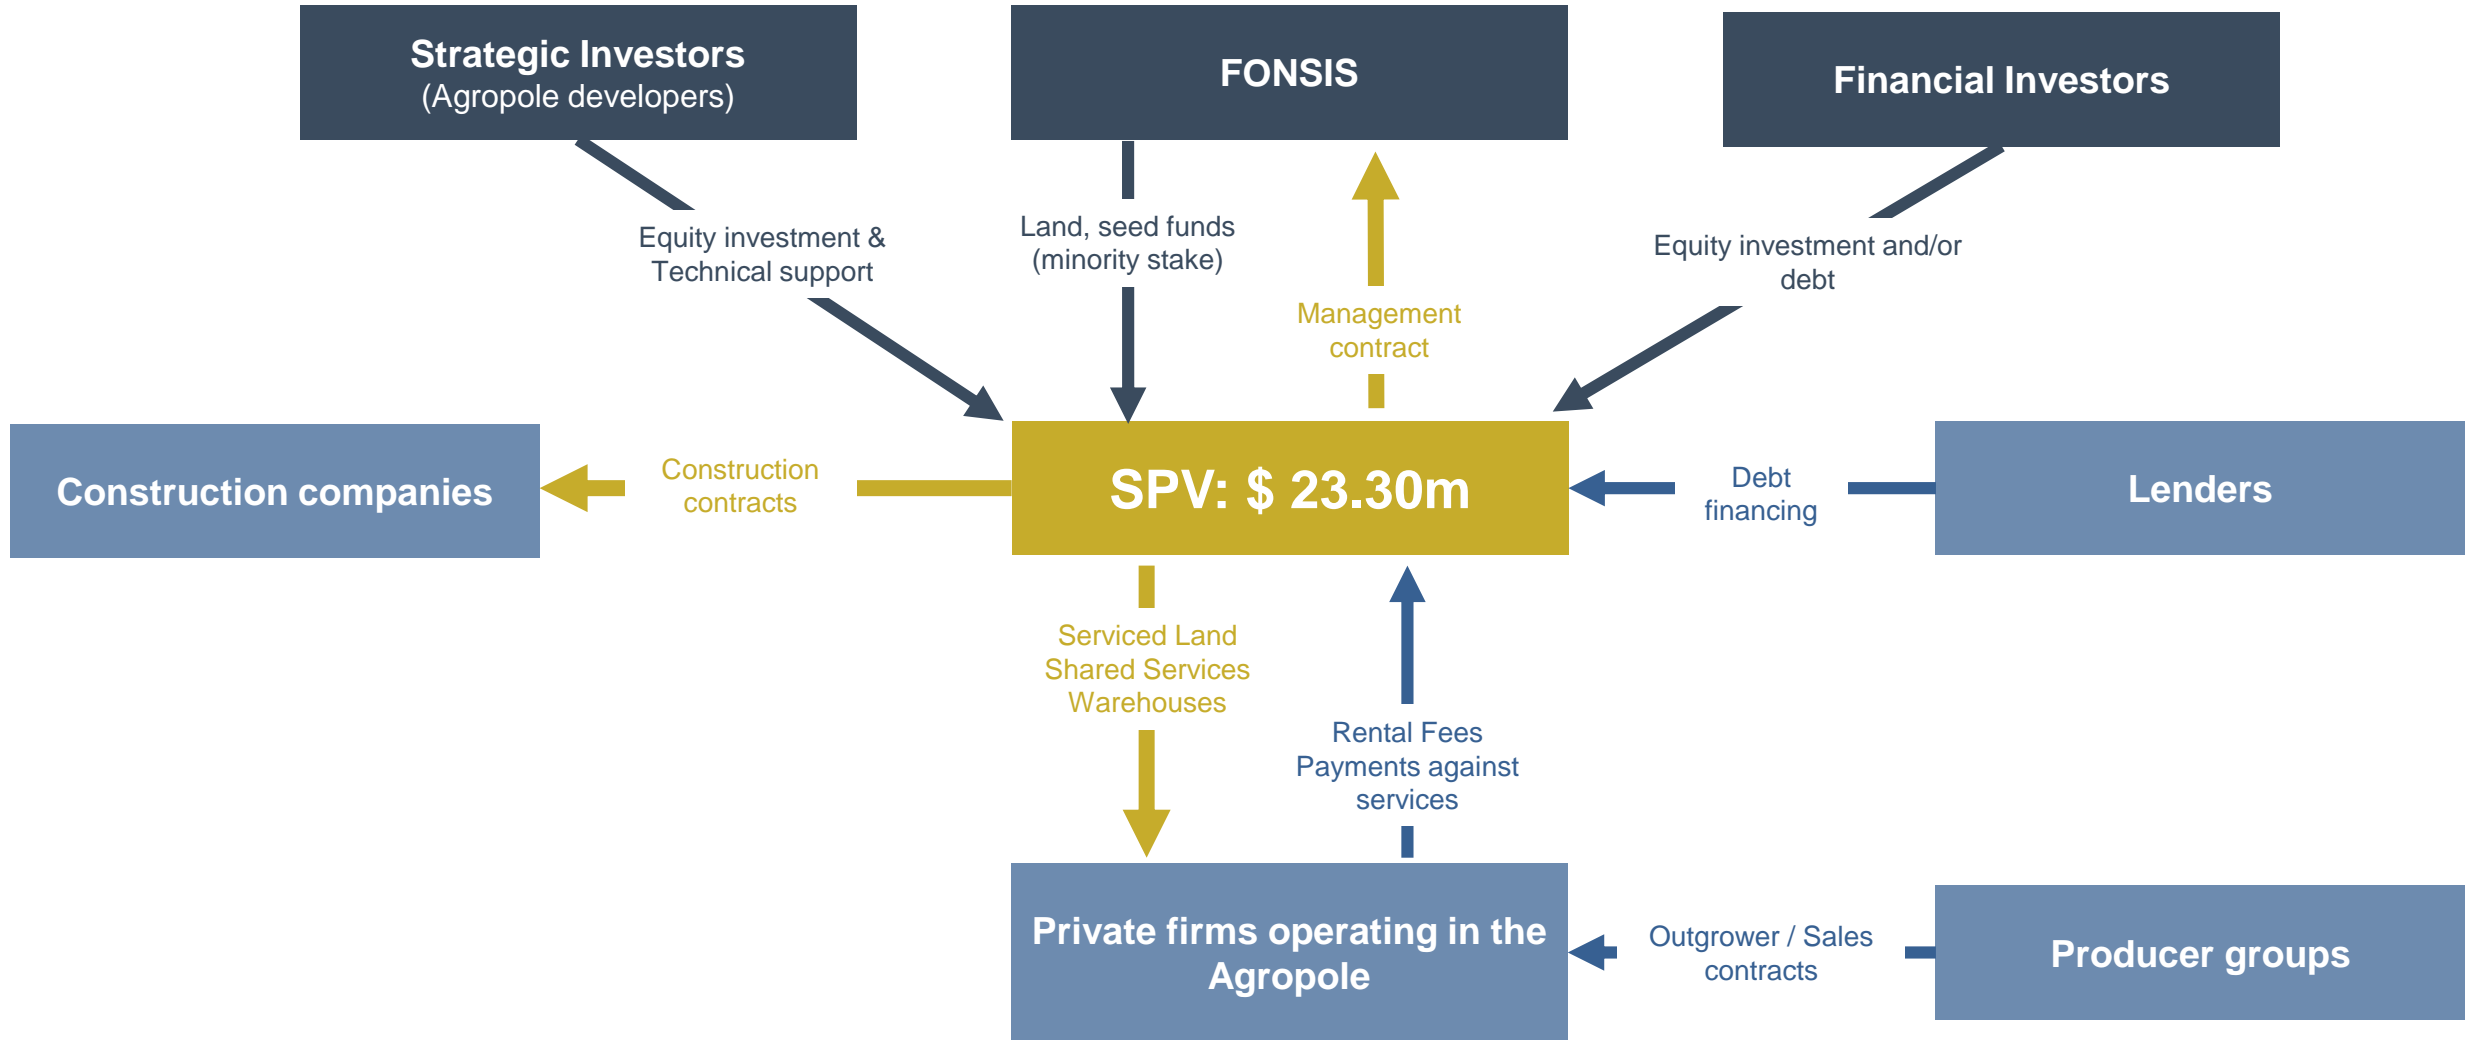 Strategic Investors
(Agropole developers)
FONSIS
Financial Investors
Equity investment &
Technical support
Land, seed funds
(minority stake)
Management
contract
Equity investment and/or
debt
Construction companies
Construction
contracts
SPV: $ 23.30m
Debt
financing
Lenders
Serviced Land
Shared Services
Warehouses
Rental Fees
Payments against
services
Private firms operating in the
Agropole
Outgrower / Sales
contracts
Producer groups